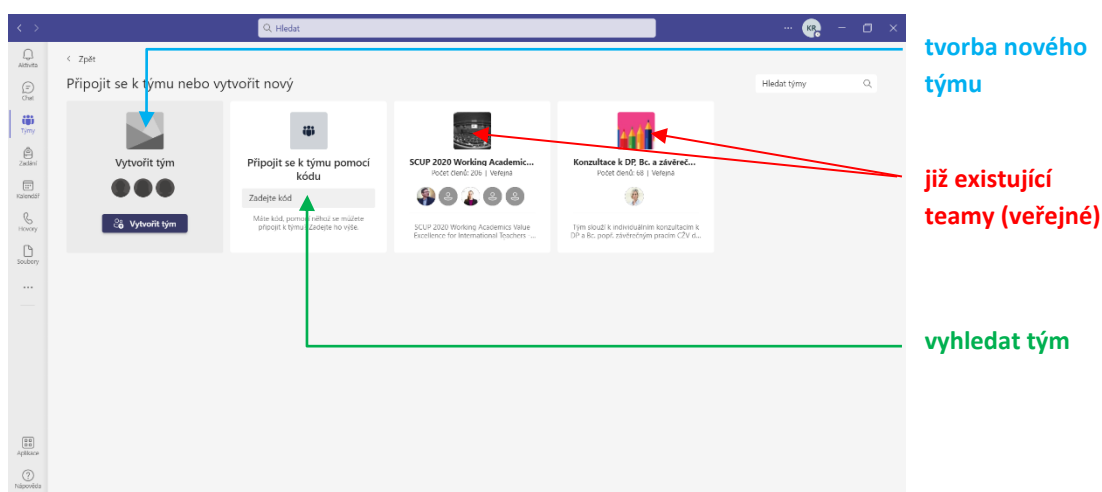 Hledat
KR
Aktivita
Chat
Týmy
Zadání
Kalendář
Hovory
Soubory
Aplikace
Nápověda
Zpět
Připojit se k týmu nebo vytvořit nový
Hledat týmy
Vytvořit tým
Vytvořit tým
Připojit se k týmu pomocí
kódu
Zadejte kód
Máte kód, pomocí něhož se můžete
připojit k týmu? Zadejte ho výše.
SCUP 2020 Working Academic...
Počet členů: 206 | Veřejná
SCUP 2020 Working Academics Value
Excellence for International Teachers ...
Konzultace k DP, Bc. a závěreč...
Počet členů: 68 | Veřejná
Tým slouží k individuálním konzultacím k
DP a Bc. popř. závěrečným pracím CŽV d...
tvorba nového
týmu
již existující
teamy (veřejné)
vyhledat tým